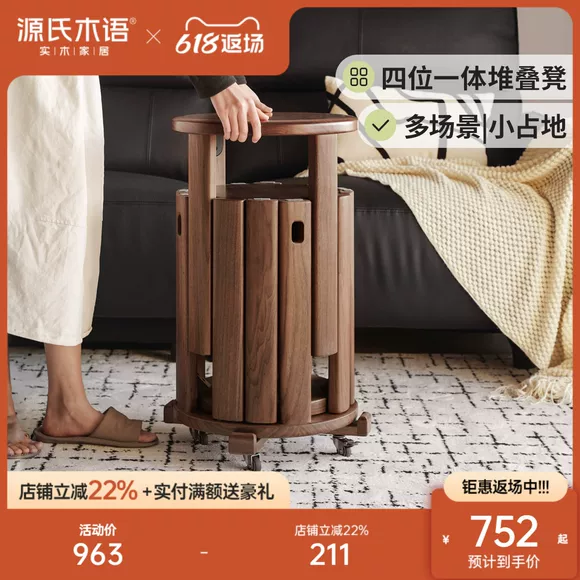 源氏木语®
实|木|家|居
×
618返场
四位一体堆叠凳
多场景|小占地
店铺立减22% +实付满额送豪礼
钜惠返场中!!!
活动价
963
-
店铺立减22%
211
¥ 752 起
预计到手价